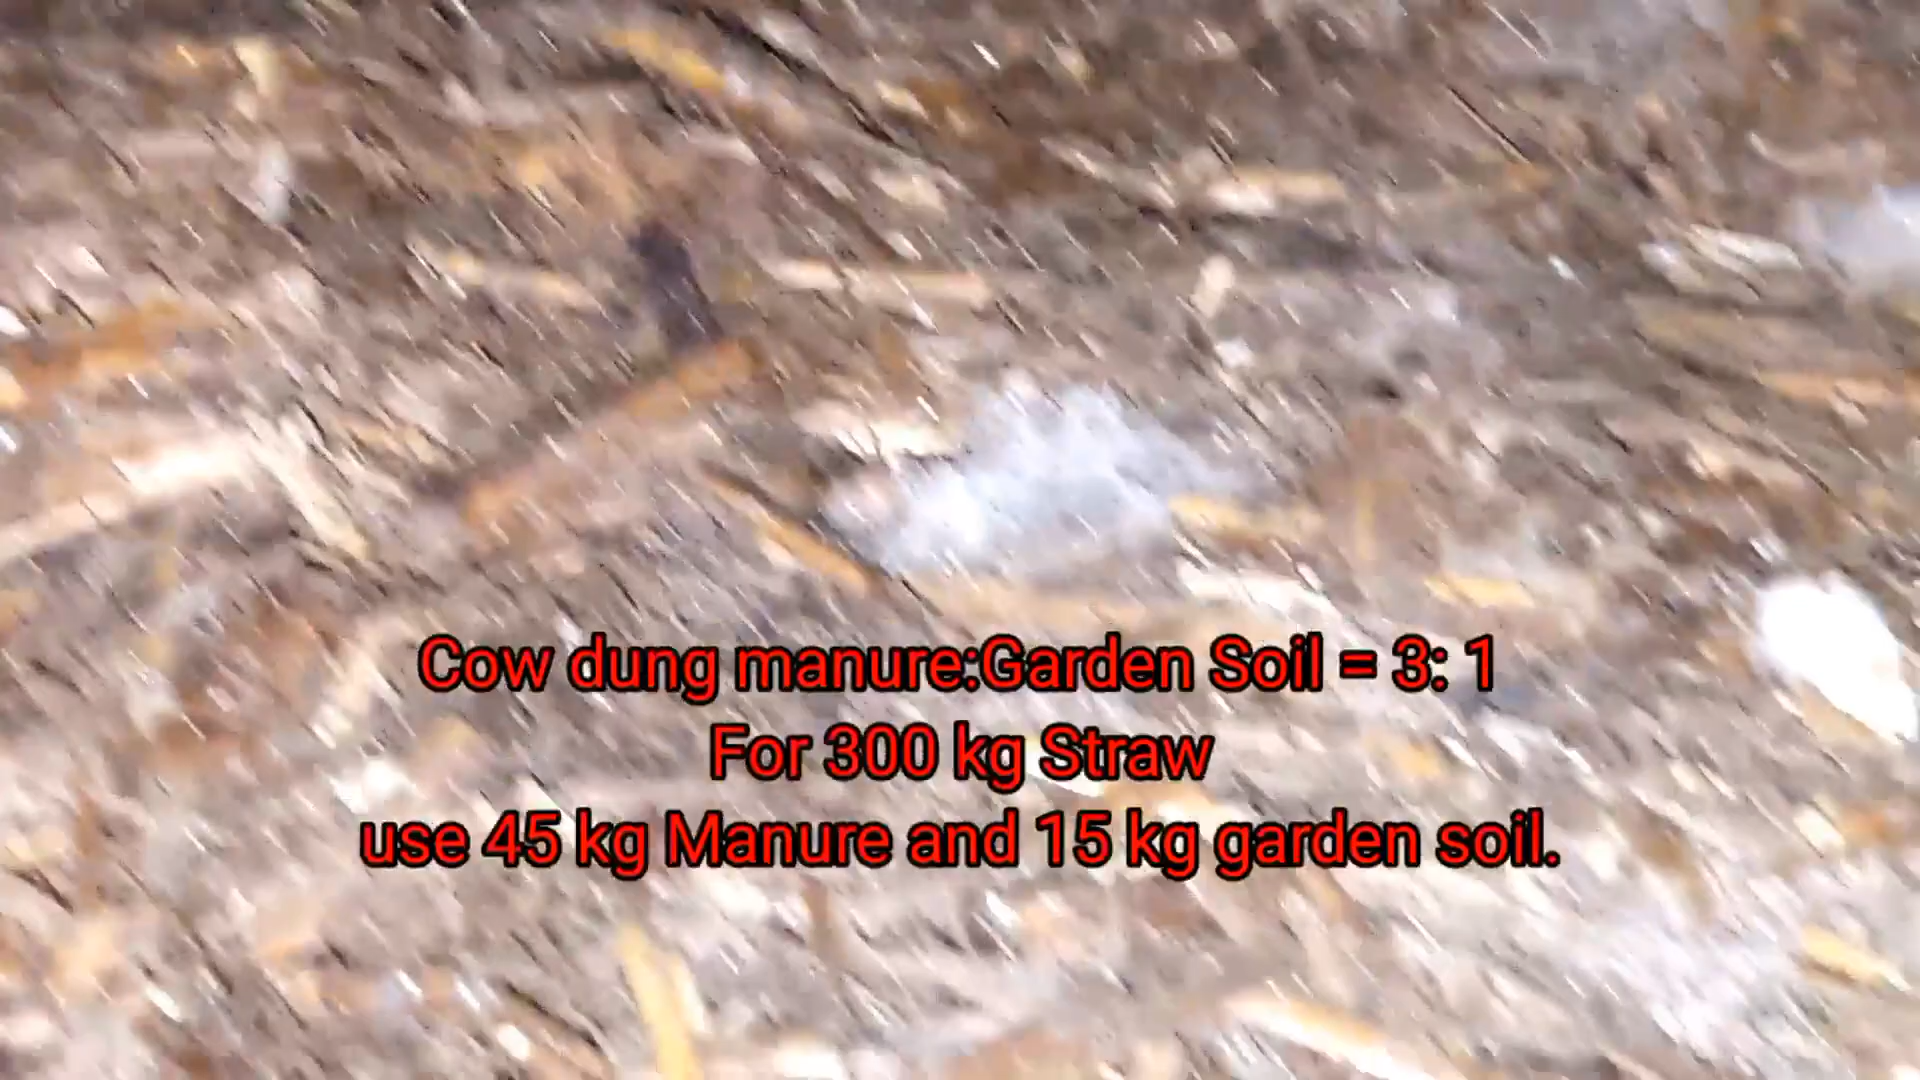 Cow dung manure:Garden Soil = 3: 1
For 300 kg Straw
use 45 kg Manure and 15 kg garden soil.